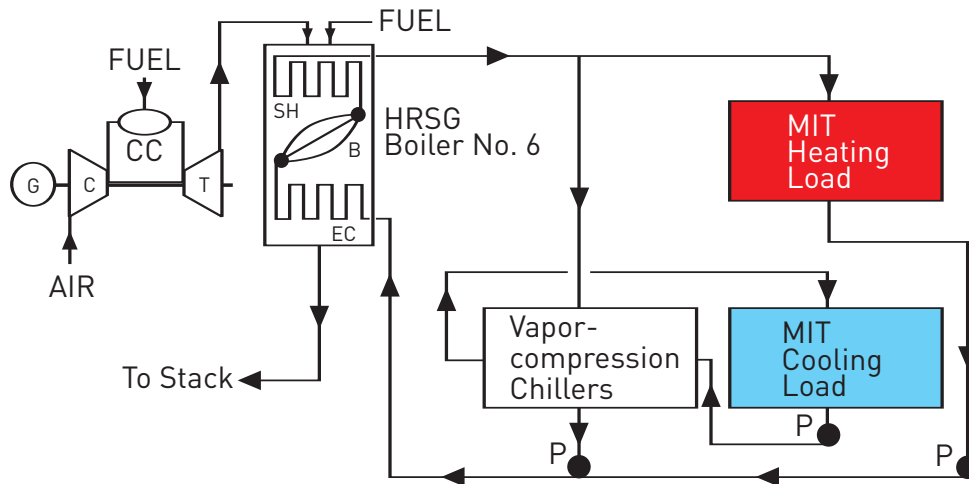 FUEL
FUEL
CC
G
C
T
AIR
SH
B
EC
HRSG
Boiler No. 6
To Stack
MIT
Heating
Load
Vapor-
compression
Chillers
MIT
Cooling
Load
P
P
P